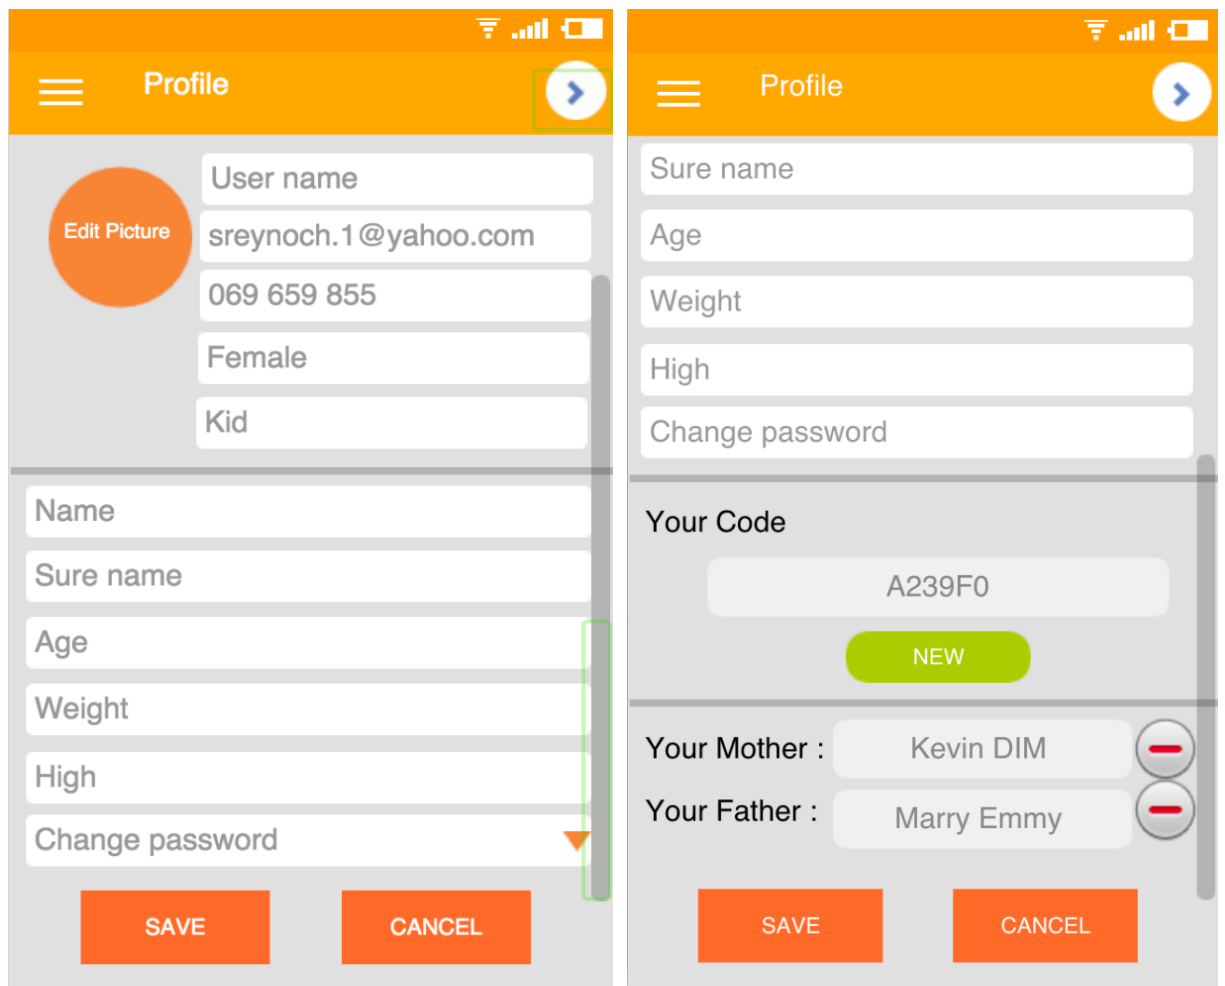 Profile
Edit Picture
User name
sreynoch.1@yahoo.com
069 659 855
Female
Kid
Name
Sure name
Age
Weight
High
Change password
SAVE
CANCEL
Profile
Sure name
Age
Weight
High
Change password
Your Code
A239F0
NEW
Your Mother : Kevin DIM
Your Father : Marry Emmy
SAVE
CANCEL